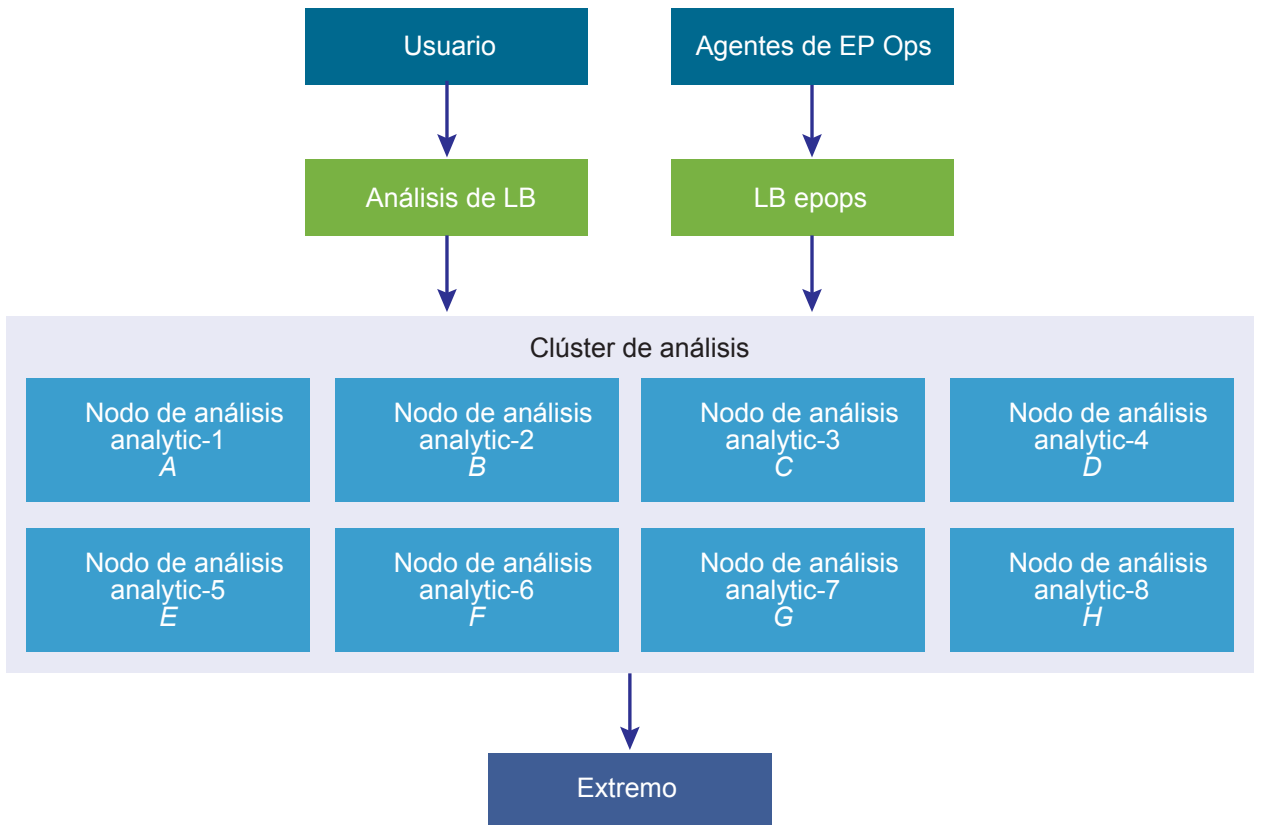 Usuario
Agentes de EP Ops
Análisis de LB
LB epops
Clúster de análisis
Nodo de análisis
analytic-1
A
Nodo de análisis
analytic-2
B
Nodo de análisis
analytic-3
C
Nodo de análisis
analytic-4
D
Nodo de análisis
analytic-5
E
Nodo de análisis
analytic-6
F
Nodo de análisis
analytic-7
G
Nodo de análisis
analytic-8
H
Extremo